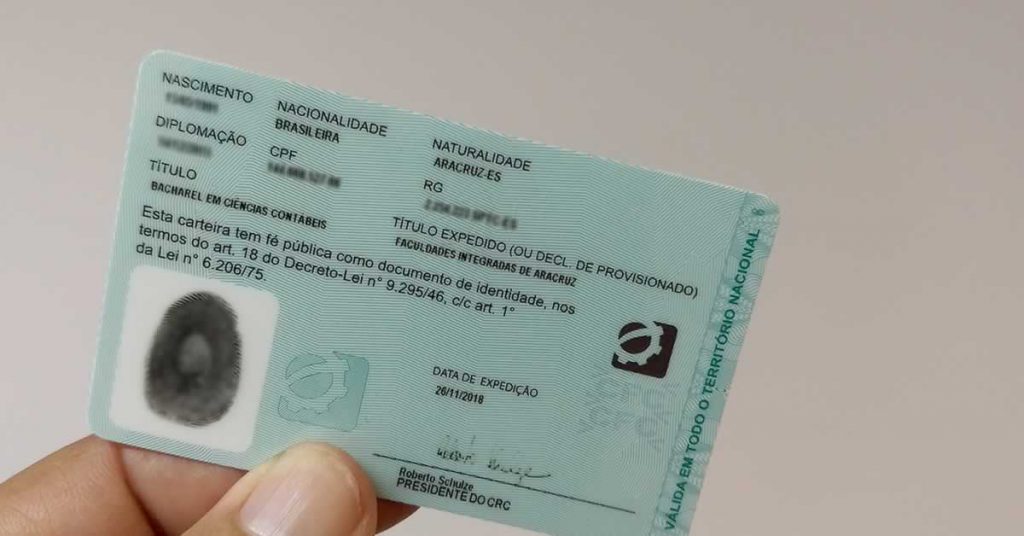 NASCIMENTO
NACIONALIDADE
BRASILEIRA
NATURALIDADE
ARACRUZ-ES
DIPLOMAÇÃO
CPF
RG
TÍTULO
BACHAREL EM CIÊNCIAS CONTÁBEIS
TÍTULO EXPEDIDO (OU DECL. DE PROVISIONADO)
FACULDADES INTEGRADAS DE ARACRUZ
Esta carteira tem fé pública como documento de identidade, nos
termos do art. 18 do Decreto-Lei n° 9.295/46, c/c art. 1°
da Lei n° 6.206/75.
DATA DE EXPEDIÇÃO
26/11/2018
Roberto Schulze
PRESIDENTE DO CRC
VÁLIDA EM TODO O TERRITÓRIO NACIONAL
CFC